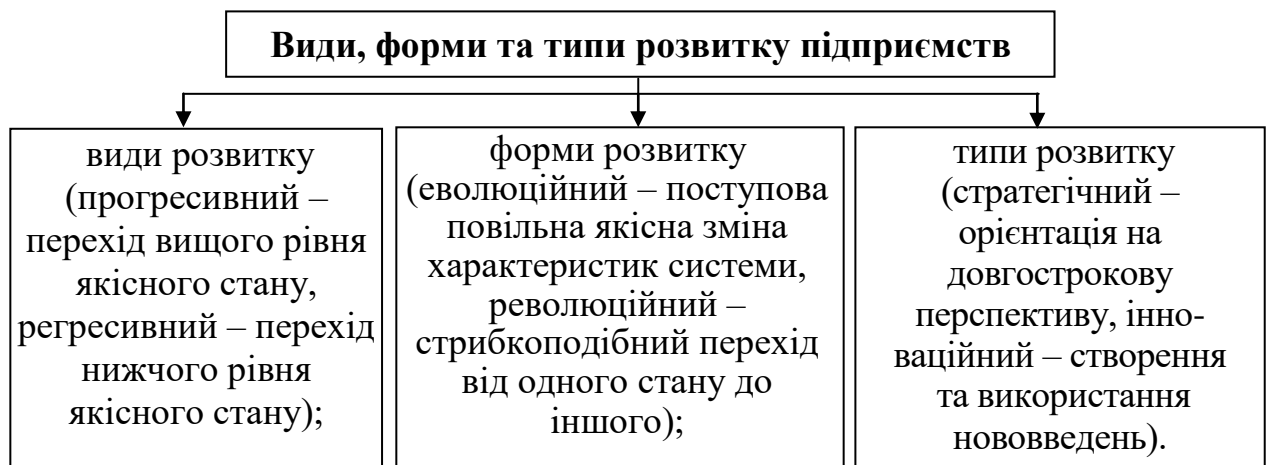 Види, форми та типи розвитку підприємств
види розвитку
(прогресивний –
перехід вищого рівня
якісного стану,
регресивний – перехід
нижчого рівня
якісного стану);
форми розвитку
(еволюційний – поступова
повільна якісна зміна
характеристик системи,
революційний –
стрибкоподібний перехід
від одного стану до
іншого);
типи розвитку
(стратегічний –
орієнтація на
довгострокову
перспективу, інно-
ваційний – створення
та використання
нововведень).